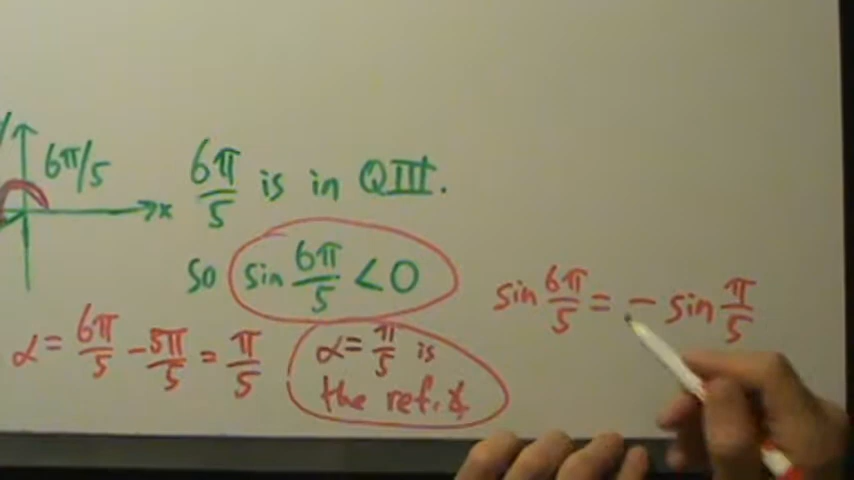 6π/5
x
6π/5 is in QIII.
so sin 6π/5 < 0
sin 6π/5 = - sin π/5
α = 6π/5 - 5π/5 = π/5
α = π/5 is
the ref. ∡